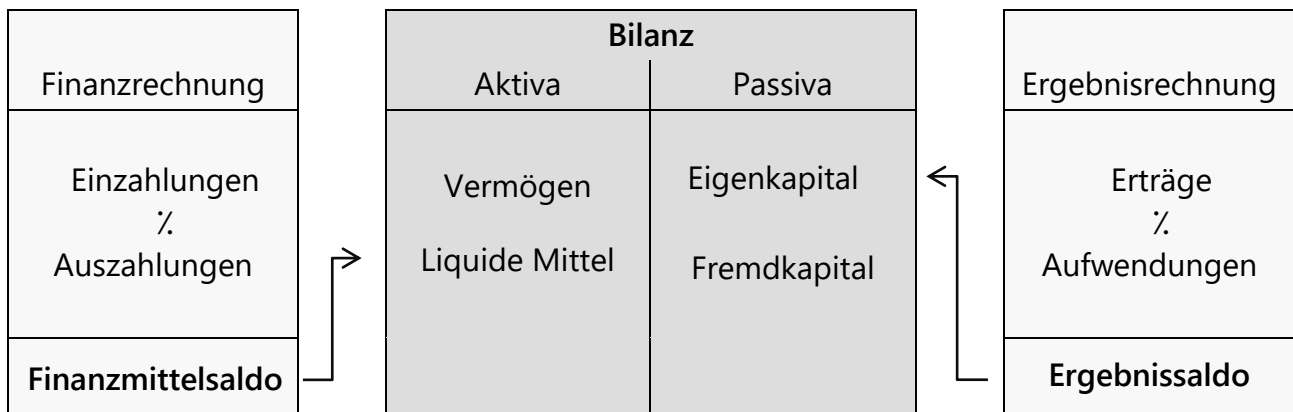 Finanzrechnung
Einzahlungen
⁒
Auszahlungen
Finanzmittelsaldo
Bilanz
Aktiva
Passiva
Vermögen
Liquide Mittel
Eigenkapital
Fremdkapital
Ergebnisrechnung
Erträge
⁒
Aufwendungen
Ergebnissaldo